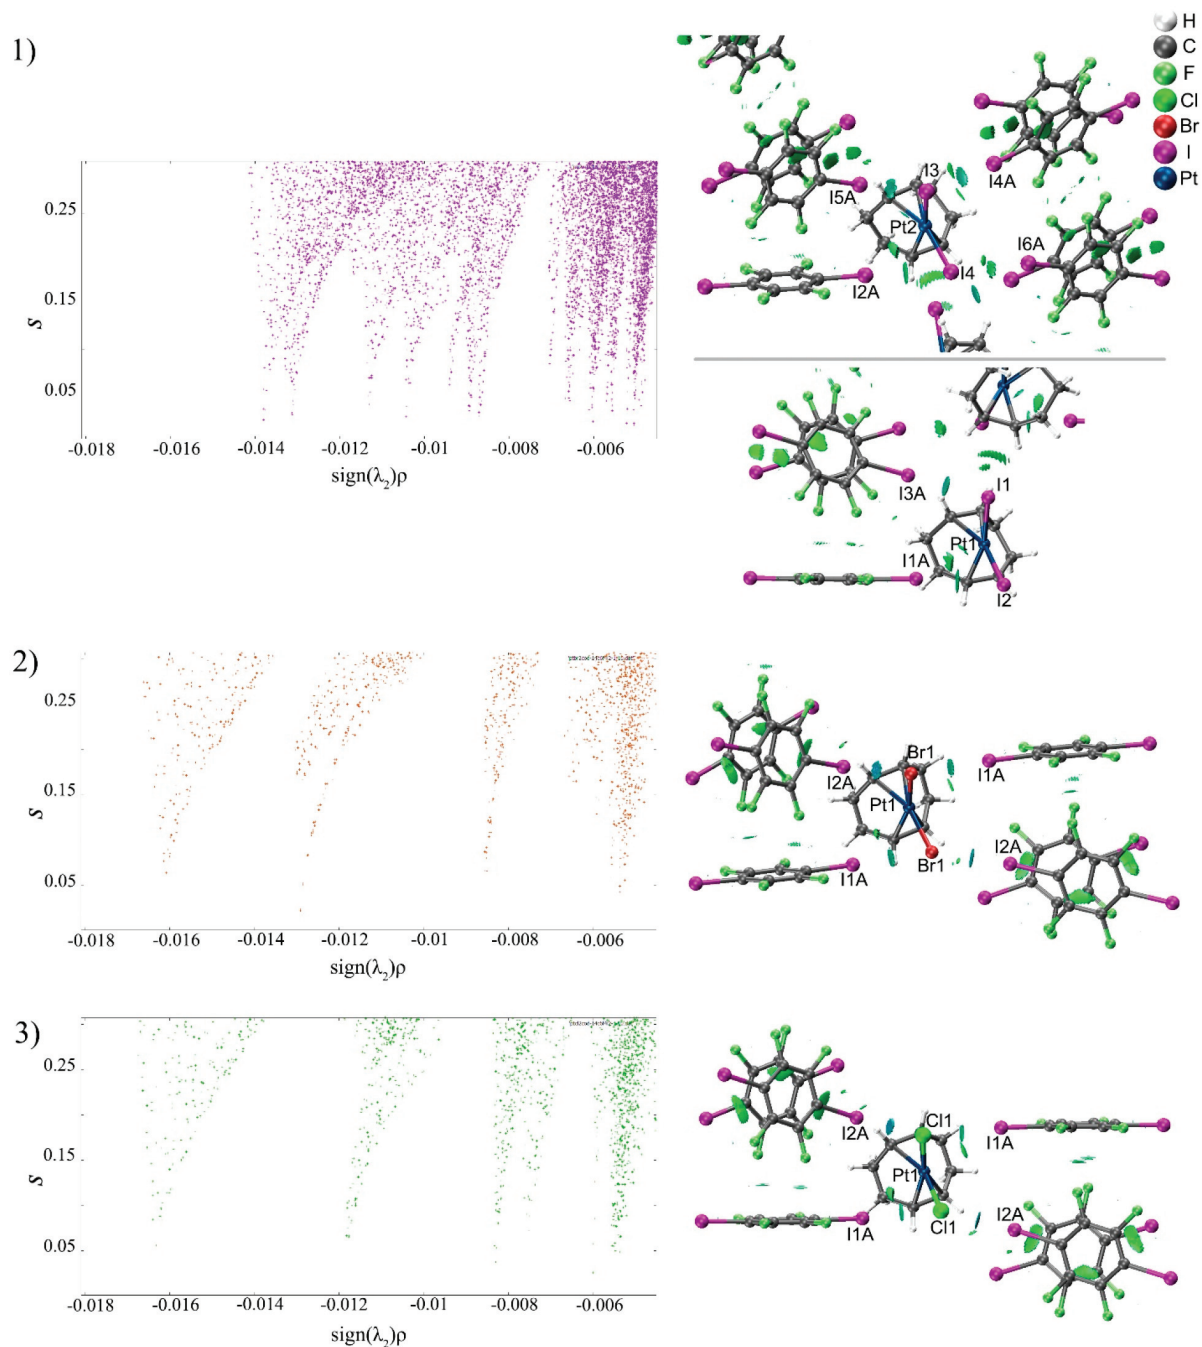 1)
0.25
0.15
0.05
S
-0.018
-0.016
-0.014
-0.012
-0.01
-0.008
-0.006
sign(λ₂)ρ
H
C
F
Cl
Br
I
Pt
I3
I4A
I5A
Pt2
I6A
I4
I2A
I3A
I1
Pt1
I1A
I2
2)
0.25
0.15
0.05
S
-0.018
-0.016
-0.014
-0.012
-0.01
-0.008
-0.006
sign(λ₂)ρ
Br1
I1A
I2A
Pt1
I2A
Br1
I1A
3)
0.25
0.15
0.05
S
-0.018
-0.016
-0.014
-0.012
-0.01
-0.008
-0.006
sign(λ₂)ρ
I2A
Cl1
I1A
Pt1
I2A
Cl1
I1A